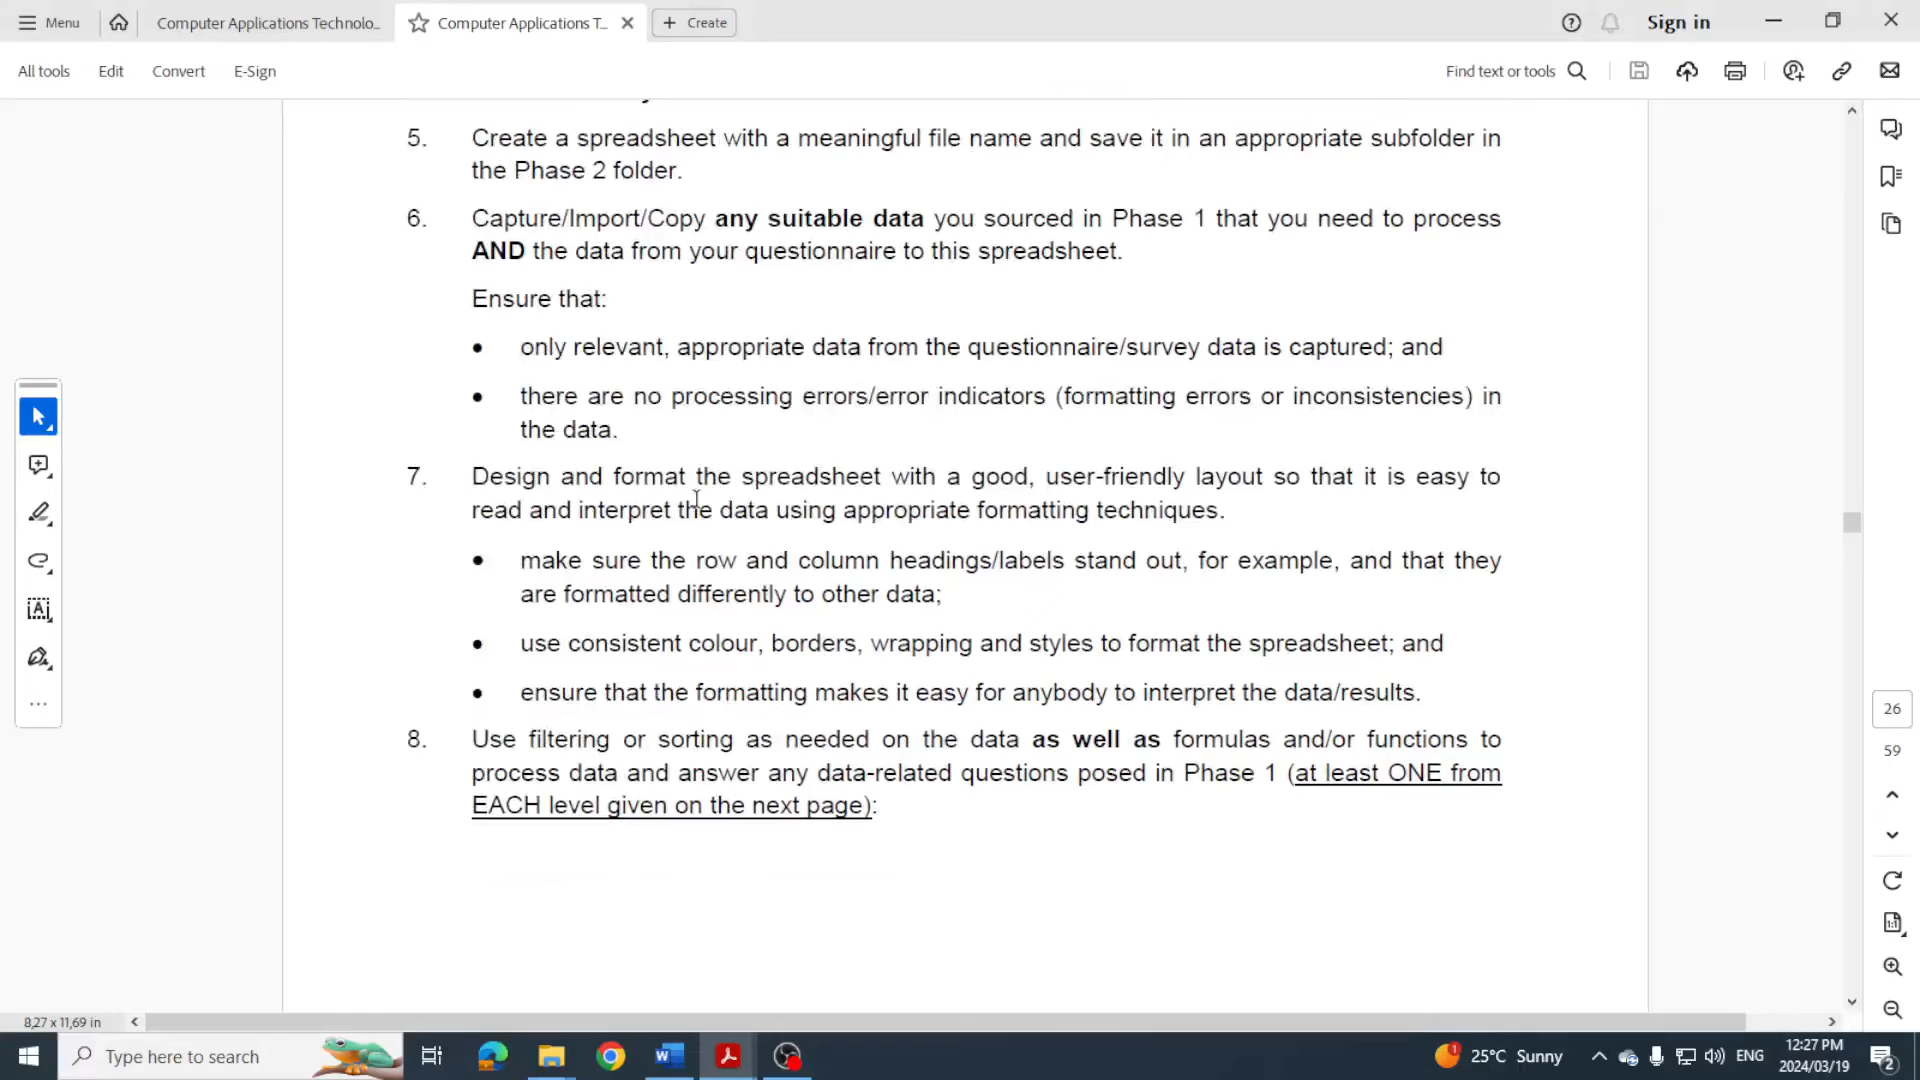 Menu
Computer Applications Technolo...
Computer Applications T...
Create
Sign in
All tools
Edit
Convert
E-Sign
Find text or tools
5. Create a spreadsheet with a meaningful file name and save it in an appropriate subfolder in
the Phase 2 folder.
6. Capture/Import/Copy any suitable data you sourced in Phase 1 that you need to process
AND the data from your questionnaire to this spreadsheet.
Ensure that:
• only relevant, appropriate data from the questionnaire/survey data is captured; and
• there are no processing errors/error indicators (formatting errors or inconsistencies) in
the data.
7. Design and format the spreadsheet with a good, user-friendly layout so that it is easy to
read and interpret the data using appropriate formatting techniques.
• make sure the row and column headings/labels stand out, for example, and that they
are formatted differently to other data;
• use consistent colour, borders, wrapping and styles to format the spreadsheet; and
• ensure that the formatting makes it easy for anybody to interpret the data/results.
8. Use filtering or sorting as needed on the data as well as formulas and/or functions to
process data and answer any data-related questions posed in Phase 1 (at least ONE from
EACH level given on the next page):
26
59
8,27 x 11,69 in
Type here to search
1
25°C Sunny
ENG
12:27 PM
2024/03/19
2